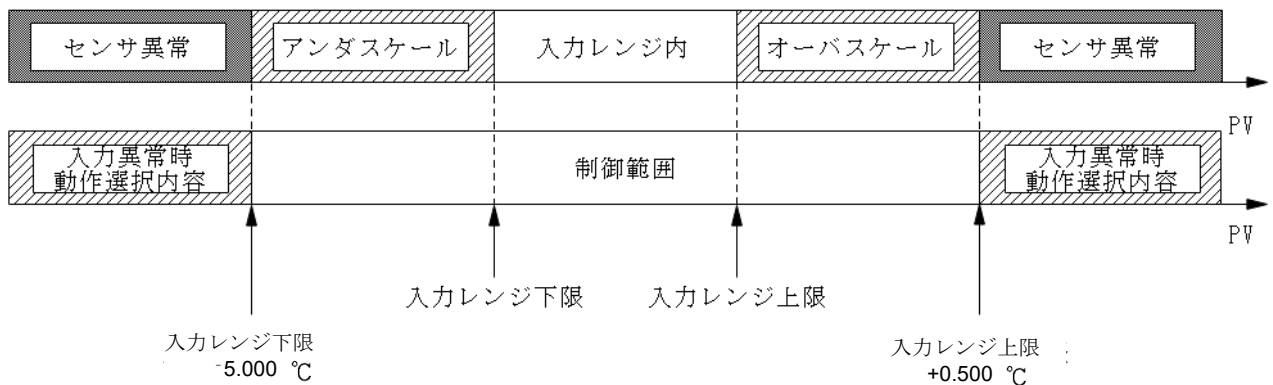 センサ異常
アンダスケール
入力レンジ内
オーバスケール
センサ異常
PV
入力異常時
動作選択内容
制御範囲
入力異常時
動作選択内容
PV
入力レンジ下限
入力レンジ上限
入力レンジ下限
-5.000 ℃
入力レンジ上限
+0.500 ℃